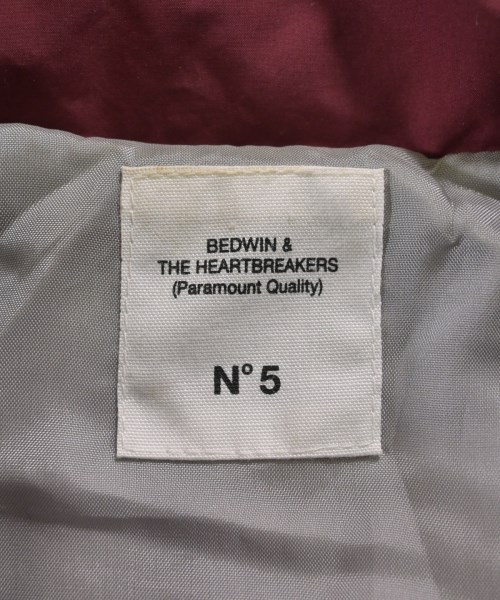 BEDWIN &
THE HEARTBREAKERS
(Paramount Quality)
N° 5